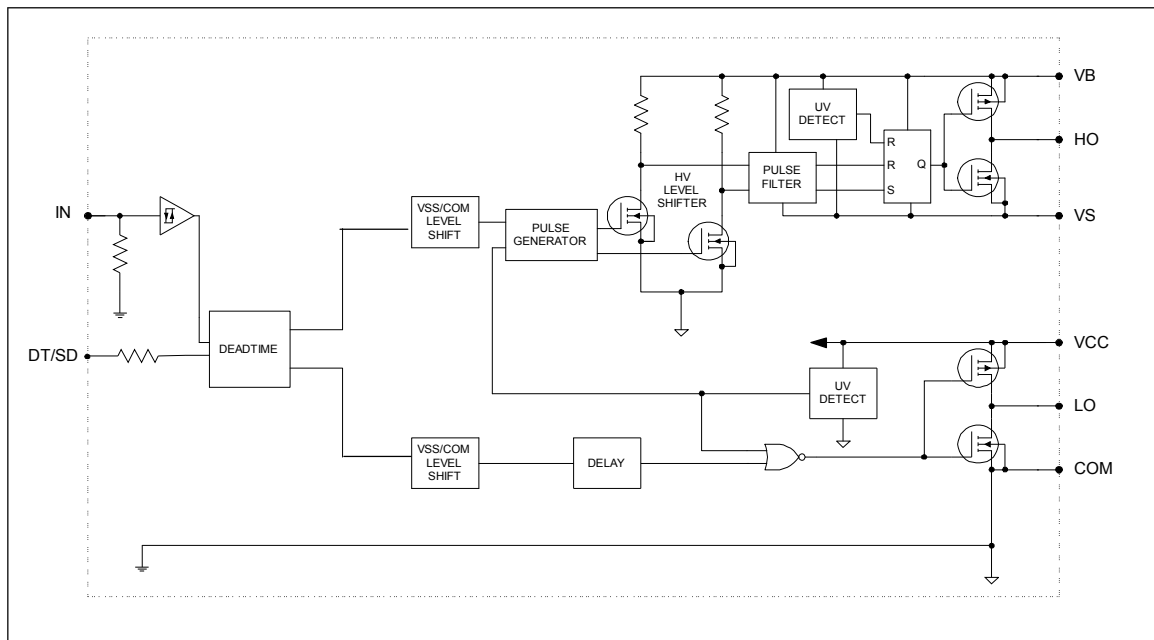 VB
UV
DETECT
R
R
Q
S
HO
PULSE
FILTER
HV
LEVEL
SHIFTER
VS
IN
VSS/COM
LEVEL
SHIFT
PULSE
GENERATOR
DT/SD
DEADTIME
VCC
UV
DETECT
LO
VSS/COM
LEVEL
SHIFT
DELAY
COM